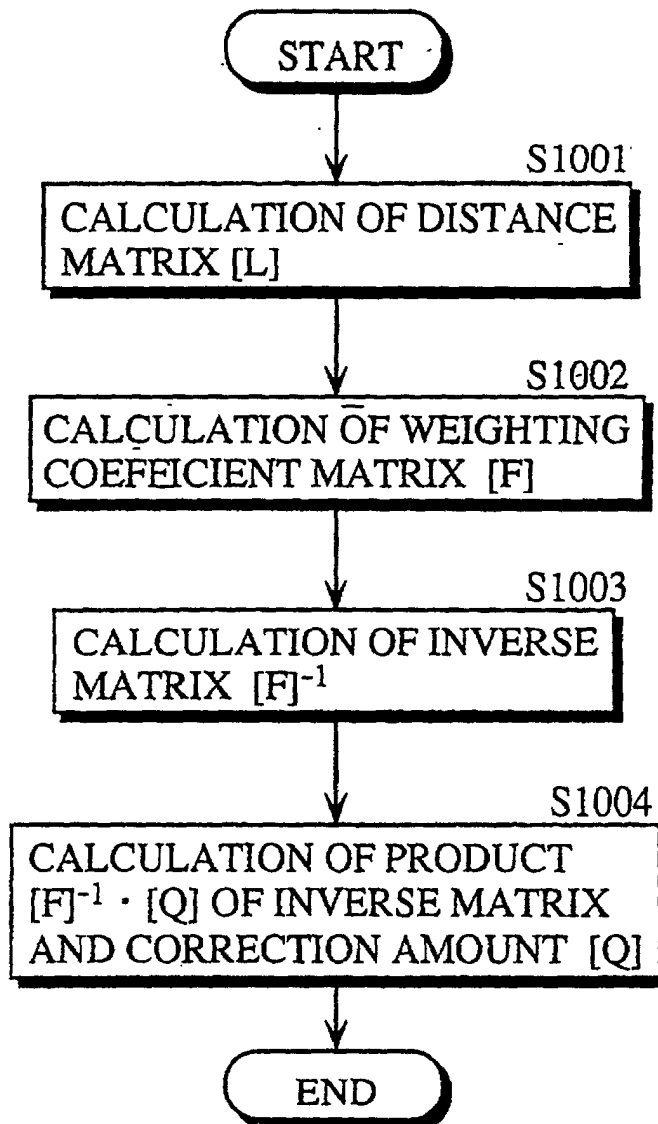 START
S1001
CALCULATION OF DISTANCE
MATRIX [L]
S1002
CALCULATION OF WEIGHTING
COEFEICIENT MATRIX [F]
S1003
CALCULATION OF INVERSE
MATRIX [F]-1
S1004
CALCULATION OF PRODUCT
[F]-1 · [Q] OF INVERSE MATRIX
AND CORRECTION AMOUNT [Q]
END